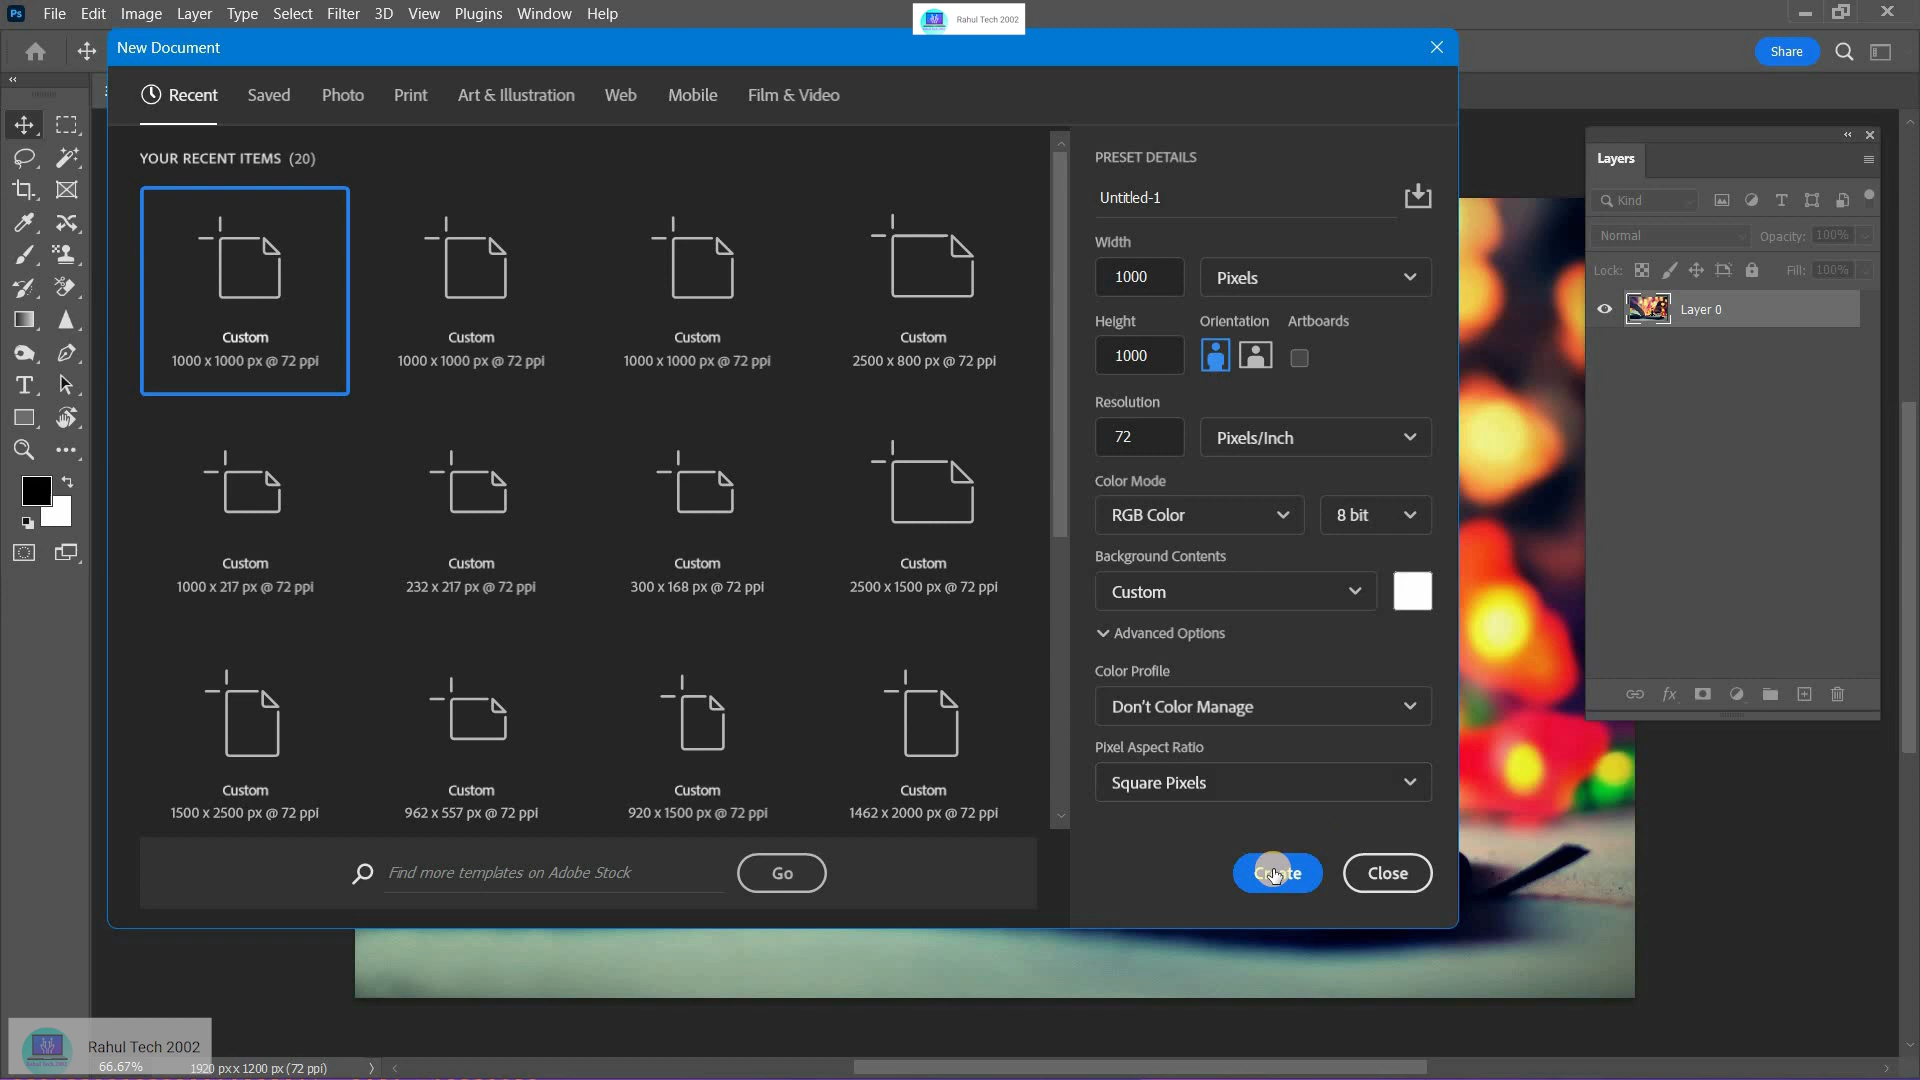 Ps File Edit Image Layer Type Select Filter 3D View Plugins Window Help
Rahul Tech 2002
New Document
Share
Recent Saved Photo Print Art & Illustration Web Mobile Film & Video
YOUR RECENT ITEMS (20)
Custom Custom Custom Custom
1000 x 1000 px @ 72 ppi 1000 x 1000 px @ 72 ppi 1000 x 1000 px @ 72 ppi 2500 x 800 px @ 72 ppi
Custom Custom Custom Custom
1000 x 217 px @ 72 ppi 232 x 217 px @ 72 ppi 300 x 168 px @ 72 ppi 2500 x 1500 px @ 72 ppi
Custom Custom Custom Custom
1500 x 2500 px @ 72 ppi 962 x 557 px @ 72 ppi 920 x 1500 px @ 72 ppi 1462 x 2000 px @ 72 ppi
Find more templates on Adobe Stock Go
PRESET DETAILS
Untitled-1
Width
1000 Pixels
Height Orientation Artboards
1000
Resolution
72 Pixels/Inch
Color Mode
RGB Color 8 bit
Background Contents
Custom
Advanced Options
Color Profile
Don't Color Manage
Pixel Aspect Ratio
Square Pixels
Create Close
Layers
Kind
Normal Opacity: 100%
Lock: Fill: 100%
Layer 0
Rahul Tech 2002
66.67% 1920 px x 1200 px (72 ppi)